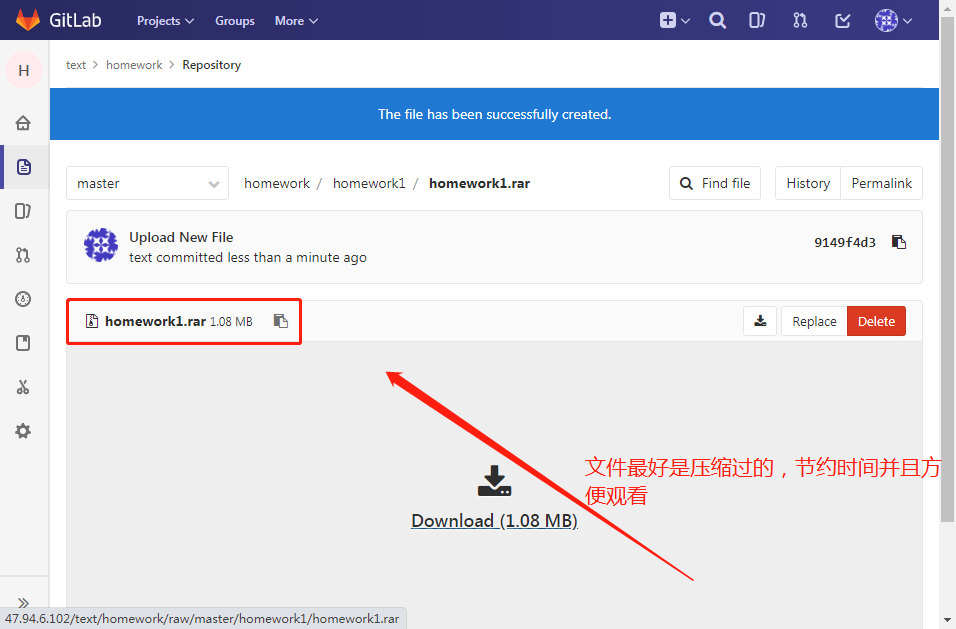 GitLab Projects Groups More
H
text > homework > Repository
The file has been successfully created.
master homework / homework1 / homework1.rar Find file History Permalink
Upload New File
text committed less than a minute ago
9149f4d3
homework1.rar 1.08 MB Replace Delete
文件最好是压缩过的，节约时间并且方
便观看
Download (1.08 MB)
47.94.6.102/text/homework/raw/master/homework1/homework1.rar